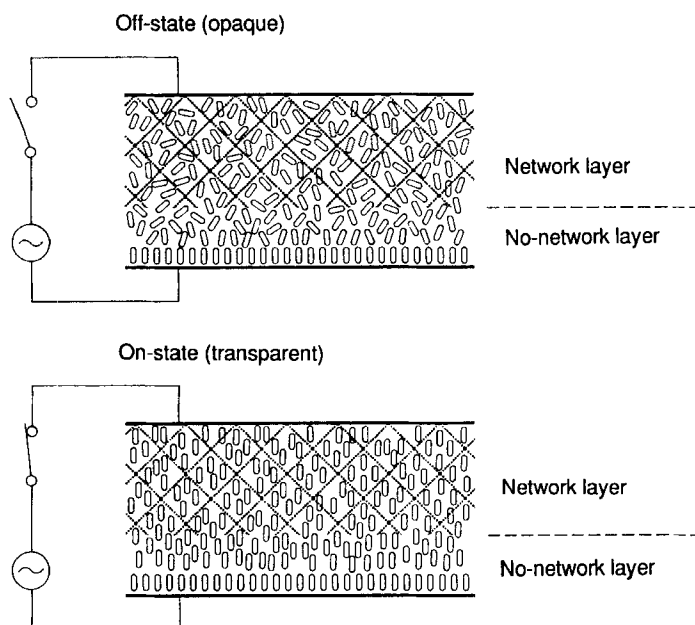 Off-state (opaque)
Network layer
No-network layer
On-state (transparent)
Network layer
No-network layer